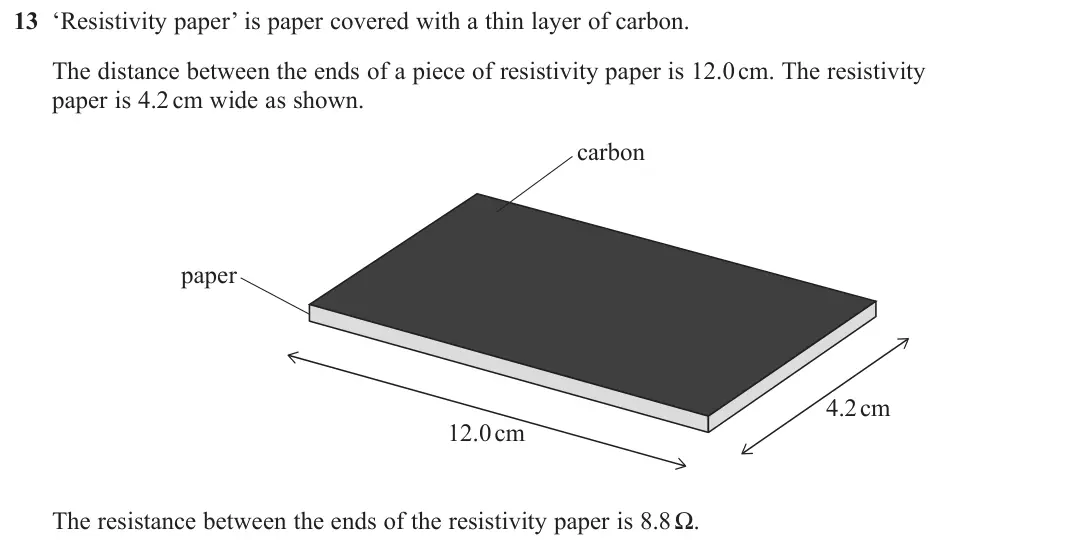 13 ‘Resistivity paper’ is paper covered with a thin layer of carbon.
The distance between the ends of a piece of resistivity paper is 12.0 cm. The resistivity
paper is 4.2 cm wide as shown.
carbon
paper
4.2 cm
12.0 cm
The resistance between the ends of the resistivity paper is 8.8 Ω.